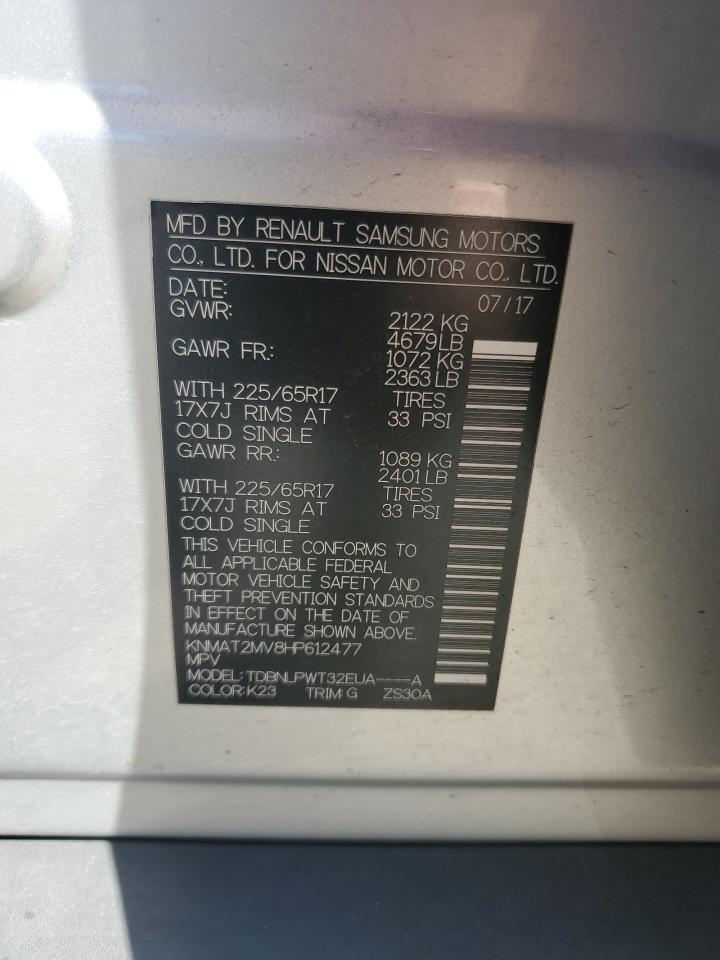 MFD BY RENAULT SAMSUNG MOTORS
CO., LTD. FOR NISSAN MOTOR CO., LTD.
DATE: 07/17
GVWR: 2122 KG
4679 LB
GAWR FR.: 1072 KG
2363 LB
WITH 225/65R17 TIRES
17X7J RIMS AT 33 PSI
COLD SINGLE
GAWR RR.: 1089 KG
2401 LB
WITH 225/65R17 TIRES
17X7J RIMS AT 33 PSI
COLD SINGLE
THIS VEHICLE CONFORMS TO
ALL APPLICABLE FEDERAL
MOTOR VEHICLE SAFETY AND
THEFT PREVENTION STANDARDS
IN EFFECT ON THE DATE OF
MANUFACTURE SHOWN ABOVE.
KNMAT2MV8HP612477
MPV
MODEL: TDBNLPWT32EUA----A
COLOR:K23 TRIM:G ZS30A